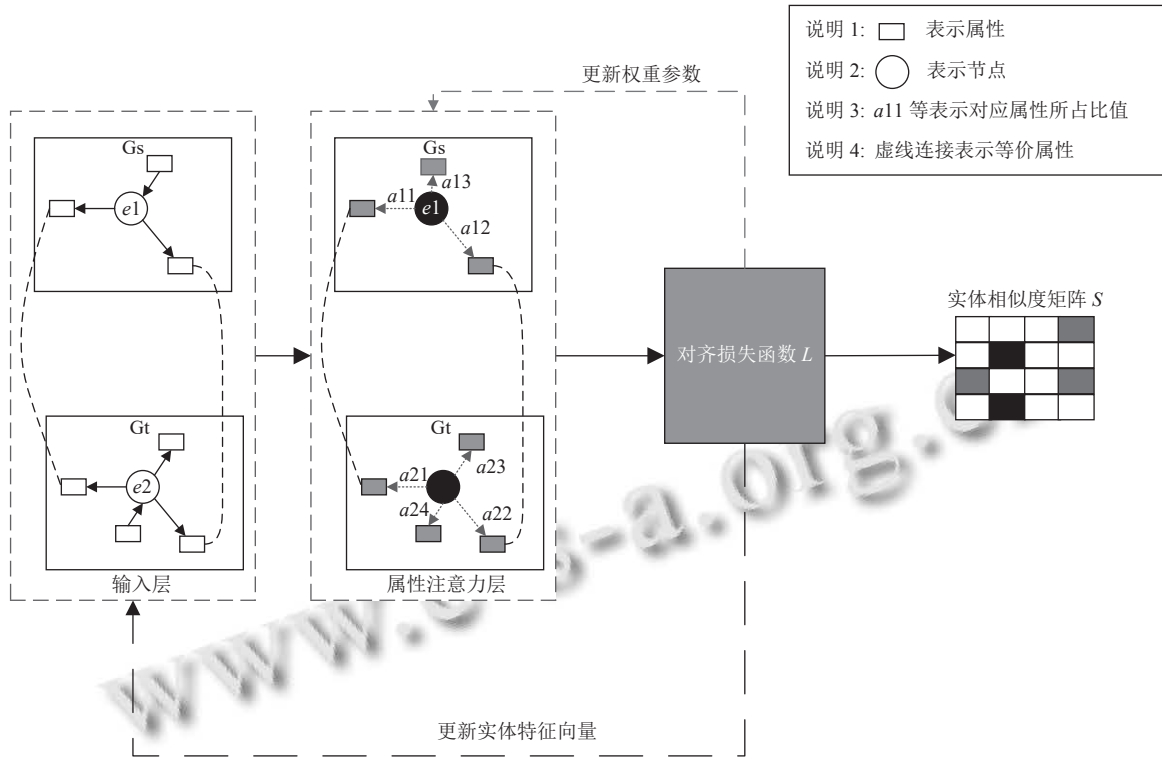 说明 1: 表示属性
说明 2: 表示节点
说明 3: a11 等表示对应属性所占比值
说明 4: 虚线连接表示等价属性
更新权重参数
Gs
e1
Gt
e2
输入层
Gs
a13
a11
e1
a12
Gt
a23
a21
a24
a22
属性注意力层
对齐损失函数 L
实体相似度矩阵 S
更新实体特征向量